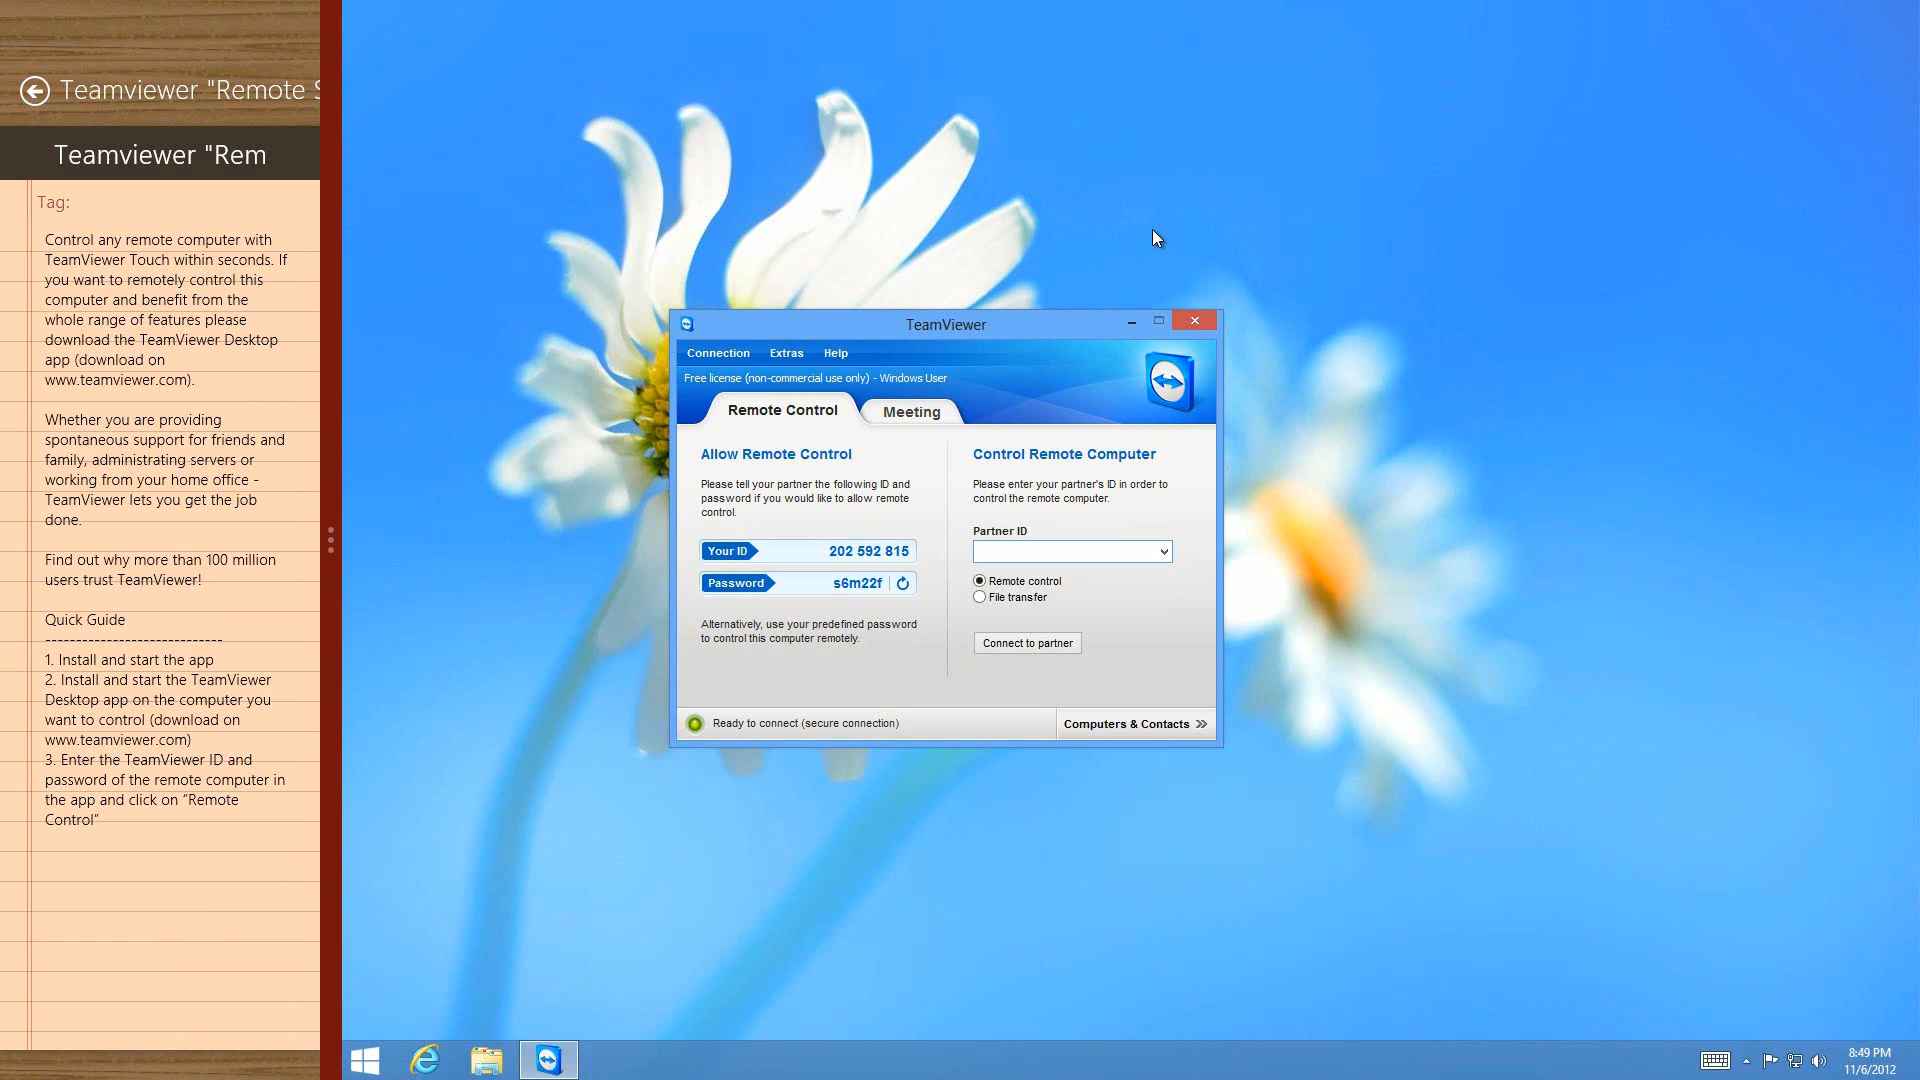 Teamviewer "Remote S
Teamviewer "Rem
Tag:
Control any remote computer with
TeamViewer Touch within seconds. If
you want to remotely control this
computer and benefit from the
whole range of features please
download the TeamViewer Desktop
app (download on
www.teamviewer.com).
Whether you are providing
spontaneous support for friends and
family, administrating servers or
working from your home office -
TeamViewer lets you get the job
done.
Find out why more than 100 million
users trust TeamViewer!
Quick Guide
-----------------------------
1. Install and start the app
2. Install and start the TeamViewer
Desktop app on the computer you
want to control (download on
www.teamviewer.com)
3. Enter the TeamViewer ID and
password of the remote computer in
the app and click on “Remote
Control”
TeamViewer
Connection Extras Help
Free license (non-commercial use only) - Windows User
Remote Control Meeting
Allow Remote Control
Please tell your partner the following ID and
password if you would like to allow remote
control.
Your ID 202 592 815
Password s6m22f
Alternatively, use your predefined password
to control this computer remotely.
Control Remote Computer
Please enter your partner's ID in order to
control the remote computer.
Partner ID
Remote control
File transfer
Connect to partner
Ready to connect (secure connection)
Computers & Contacts
8:49 PM
11/6/2012